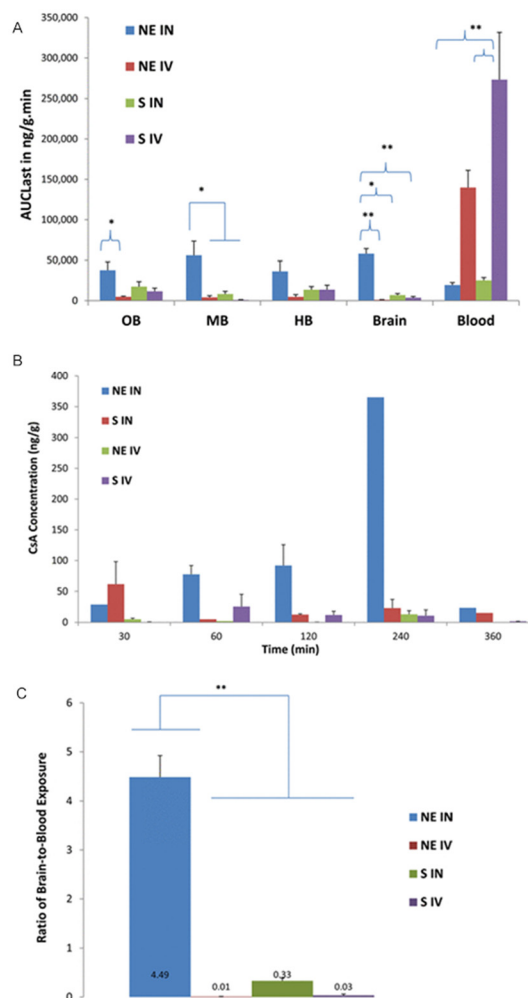 A
350,000
300,000
250,000
200,000
150,000
100,000
50,000
0
AUCLast in ng/g.min
NE IN
NE IV
S IN
S IV
*
*
**
*
**
**
OB
MB
HB
Brain
Blood
B
400
350
300
250
200
150
100
50
0
CsA Concentration (ng/g)
NE IN
S IN
NE IV
S IV
30
60
120
240
360
Time (min)
C
6
5
4
3
2
1
0
Ratio of Brain-to-Blood Exposure
**
4.49
0.01
0.33
0.03
NE IN
NE IV
S IN
S IV